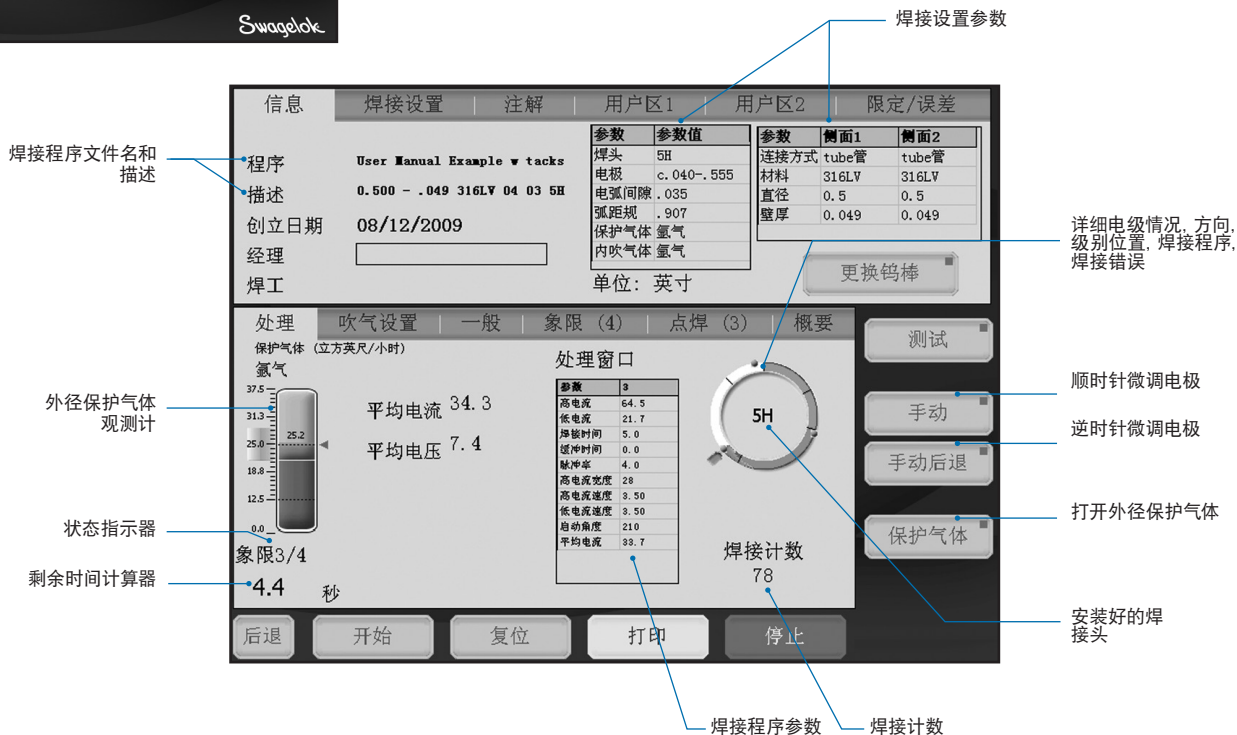 Swagelok
焊接设置参数
信息 焊接设置 注解 用户区1 用户区2 限定/误差
焊接程序文件名和
描述
程序 User Manual Example w tacks
描述 0.500 - .049 316LV 04 03 5H
创立日期 08/12/2009
经理
焊工
参数 参数值
焊头 5H
电极 c.040-.555
电弧间隙 .035
弧距规 .907
保护气体 氩气
内吹气体 氩气
单位: 英寸
参数 侧面1 侧面2
连接方式 tube管 tube管
材料 316LV 316LV
直径 0.5 0.5
壁厚 0.049 0.049
更换钨棒
详细电级情况, 方向,
级别位置, 焊接程序,
焊接错误
处理 吹气设置 一般 象限 (4) 点焊 (3) 概要
保护气体 (立方英尺/小时)
氩气
37.5
31.3
25.0
18.8
12.5
0.0
25.2
外径保护气体
观测计
平均电流 34.3
平均电压 7.4
处理窗口
参数 3
高电流 64.5
低电流 21.7
焊接时间 5.0
缓冲时间 0.0
脉冲率 4.0
高电流宽度 28
高电流速度 3.50
低电流速度 3.50
启动角度 210
平均电流 33.7
5H
焊接计数
78
测试
手动
手动后退
保护气体
顺时针微调电极
逆时针微调电极
打开外径保护气体
安装好的焊
接头
状态指示器
象限3/4
剩余时间计算器
4.4 秒
后退 开始 复位 打印 停止
焊接程序参数
焊接计数